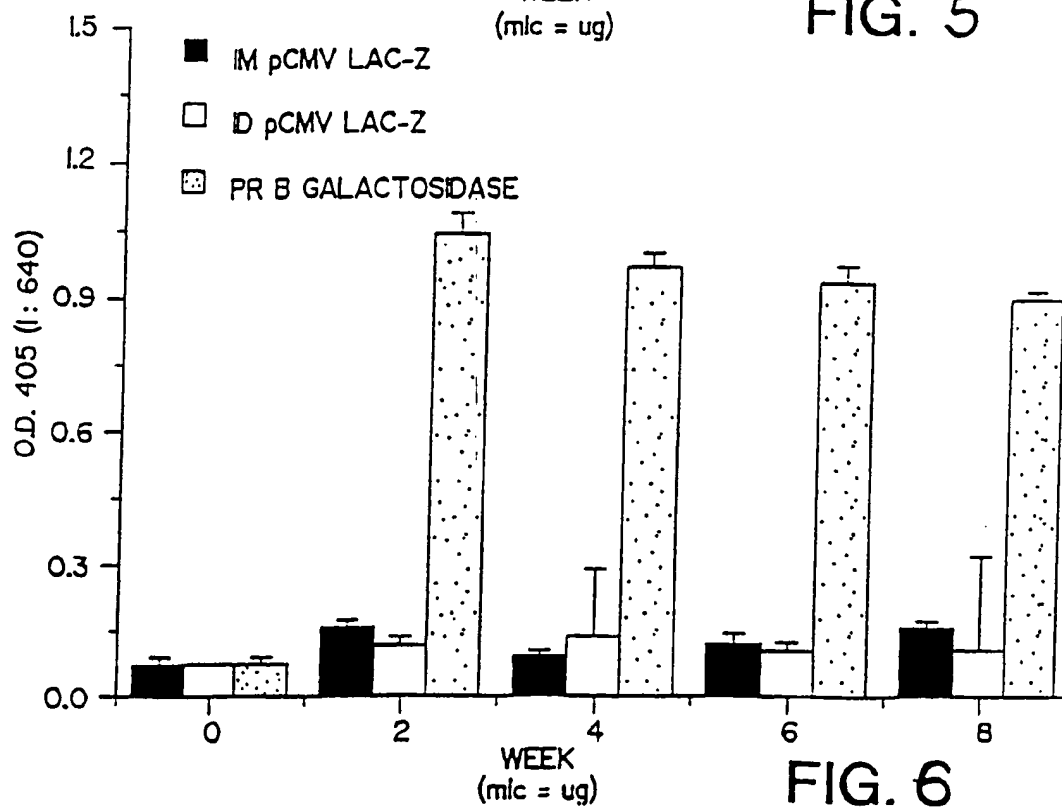 (mic = ug)
FIG. 5
1.5
1.2
0.9
0.6
0.3
0.0
O.D. 405 (1: 640)
IM pCMV LAC-Z
ID pCMV LAC-Z
PR B GALACTOSIDASE
0 2 4 6 8
WEEK
(mic = ug)
FIG. 6